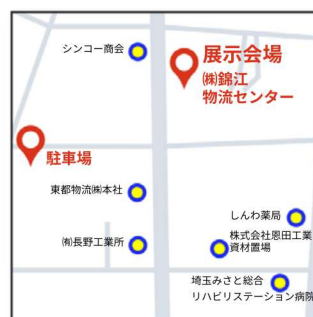 シンコー商会
展示会場
㈱錦江
物流センター
駐車場
東都物流㈱本社
しんわ薬局
㈲長野工業所
株式会社恩田工業
資材置場
埼玉みさと総合
リハビリステーション病院